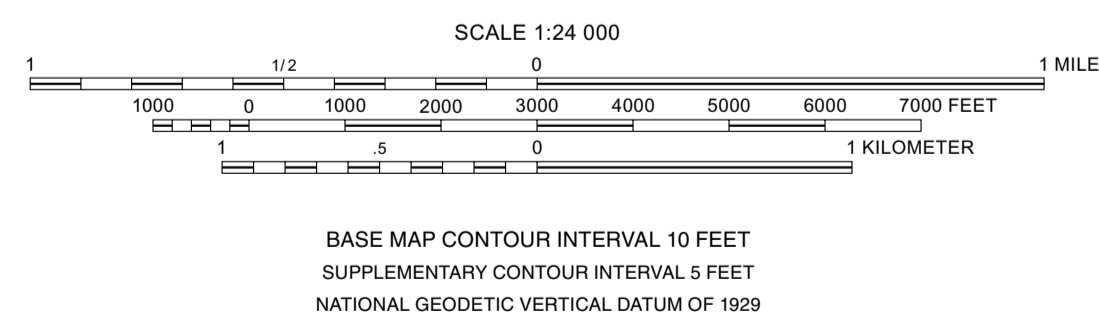 SCALE 1:24 000
1 1/2 0 1 MILE
1000 0 1000 2000 3000 4000 5000 6000 7000 FEET
1 .5 0 1 KILOMETER
BASE MAP CONTOUR INTERVAL 10 FEET
SUPPLEMENTARY CONTOUR INTERVAL 5 FEET
NATIONAL GEODETIC VERTICAL DATUM OF 1929